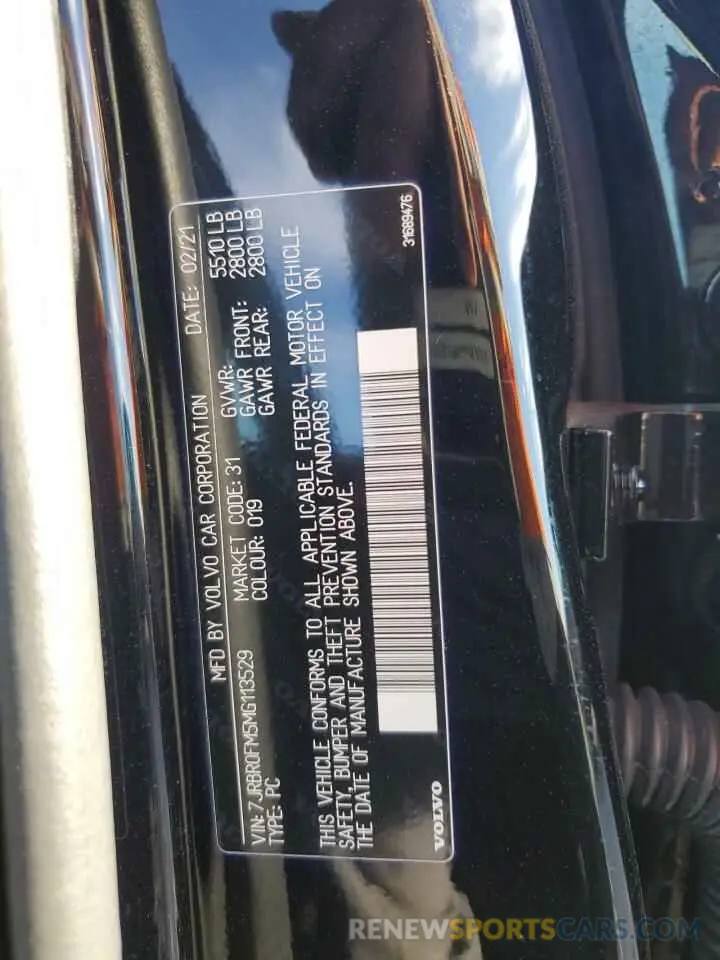 MFD BY VOLVO CAR CORPORATION DATE: 02/21
VIN: 7JRBR0FM5MG113529 MARKET CODE: 31 GVWR: 5510 LB
TYPE: PC COLOUR: 019 GAWR FRONT: 2800 LB
GAWR REAR: 2800 LB
THIS VEHICLE CONFORMS TO ALL APPLICABLE FEDERAL MOTOR VEHICLE
SAFETY, BUMPER AND THEFT PREVENTION STANDARDS IN EFFECT ON
THE DATE OF MANUFACTURE SHOWN ABOVE.
VOLVO 31689476
RENEWSPORTSCARS.COM